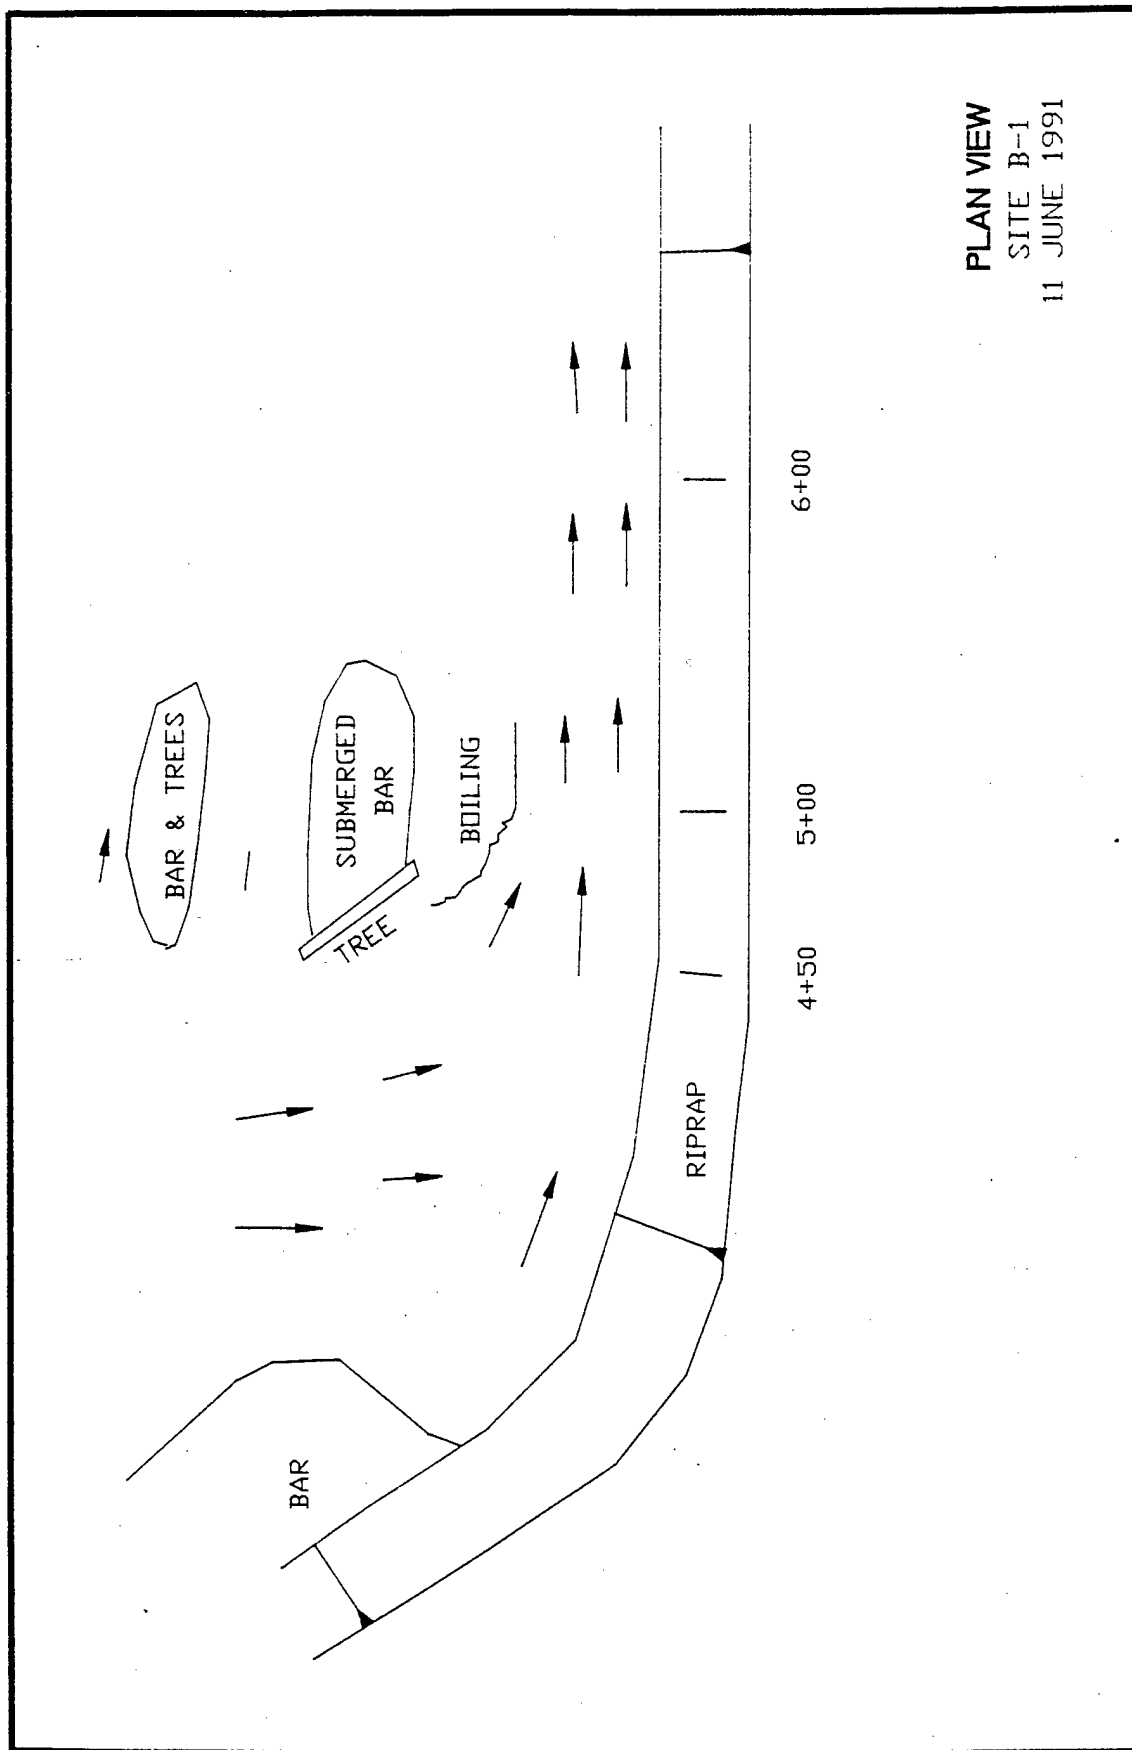 BAR & TREES
SUBMERGED
BAR
TREE
BOILING
BAR
RIPRAP
4+50
5+00
6+00
PLAN VIEW
SITE B-1
11 JUNE 1991